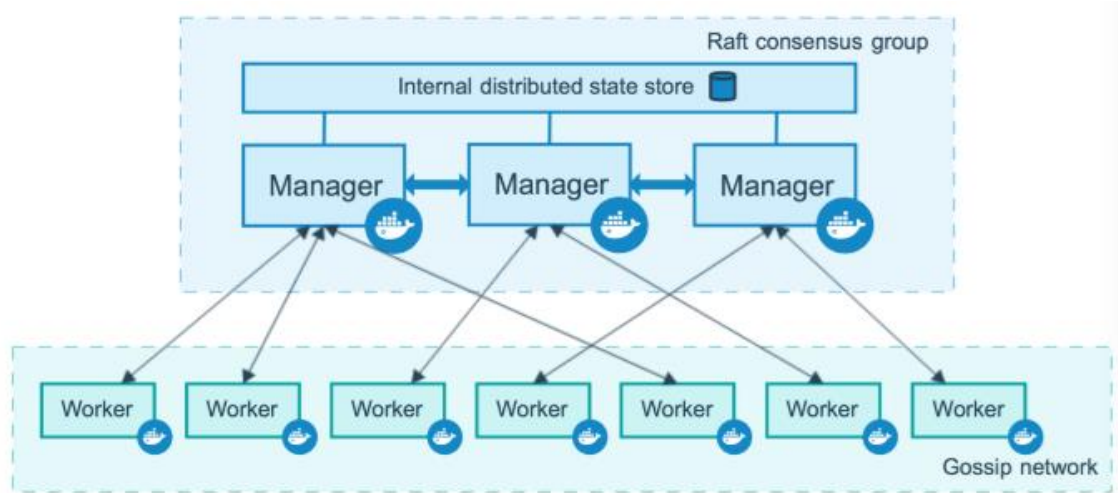 Raft consensus group
Internal distributed state store
Manager
Manager
Manager
Worker
Worker
Worker
Worker
Worker
Worker
Worker
Gossip network